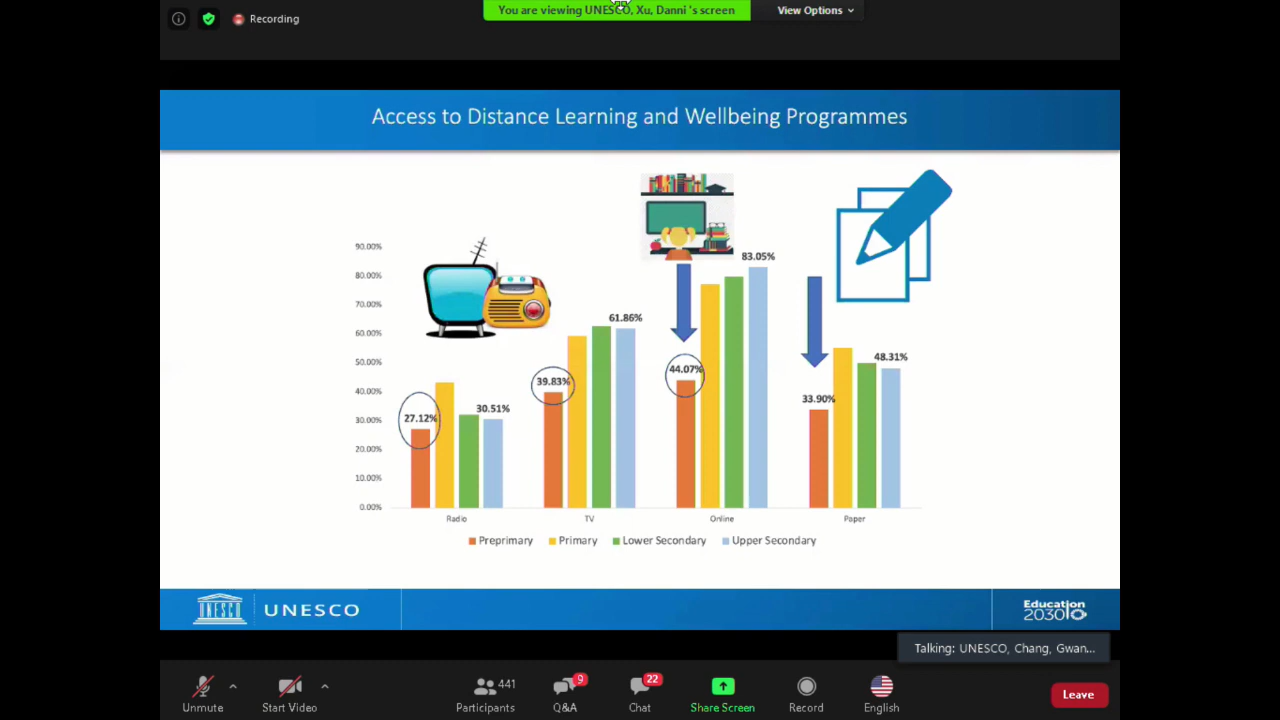 You are viewing UNESCO, Xu, Danni 's screen
View Options
Recording
Access to Distance Learning and Wellbeing Programmes
90.00%
80.00%
70.00%
60.00%
50.00%
40.00%
30.00%
20.00%
10.00%
0.00%
27.12%
30.51%
39.83%
61.86%
44.07%
83.05%
33.90%
48.31%
Radio
TV
Online
Paper
Preprimary
Primary
Lower Secondary
Upper Secondary
UNESCO
UNESCO
Education
2030
Talking: UNESCO, Chang, Gwan...
Unmute
Start Video
441
Participants
9
Q&A
22
Chat
Share Screen
Record
English
Leave